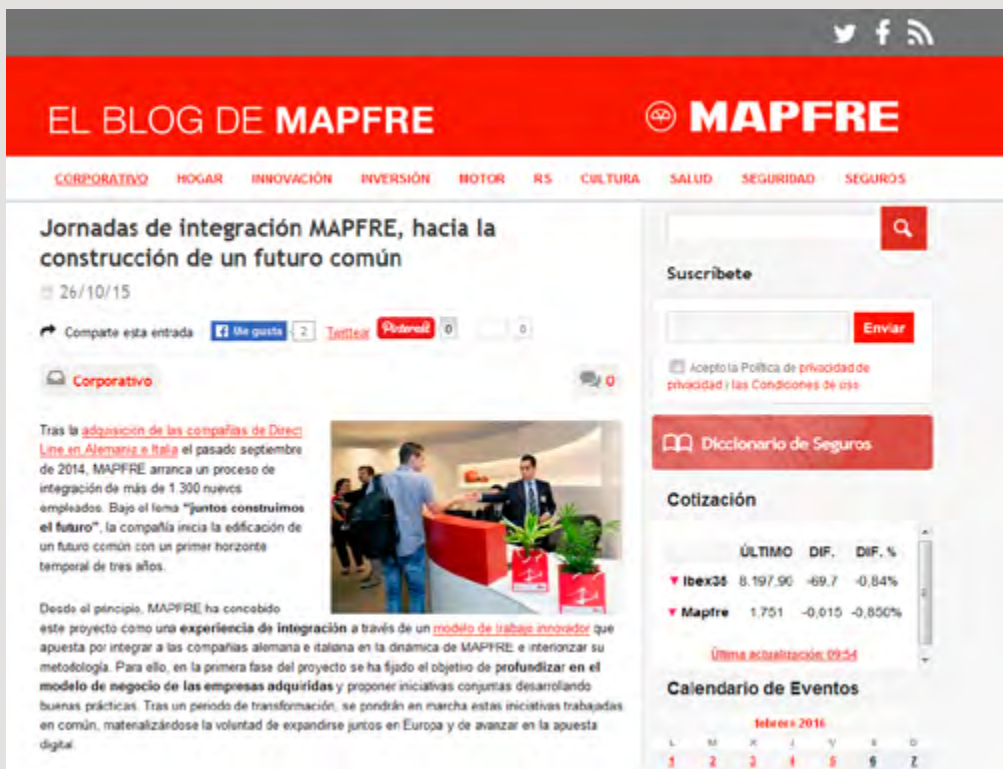 EL BLOG DE MAPFRE
MAPFRE
CORPORATIVO HOGAR INNOVACIÓN INVERSIÓN MOTOR RS CULTURA SALUD SEGURIDAD SEGUROS
Jornadas de integración MAPFRE, hacia la
construcción de un futuro común
26/10/15
Comparte esta entrada Me gusta 2 Twittear Pinterest 0 0
Corporativo 0
Tras la adquisición de las compañías de Direct
Line en Alemania e Italia el pasado septiembre
de 2014, MAPFRE arranca un proceso de
integración de más de 1.300 nuevos
empleados. Bajo el lema "juntos construimos
el futuro", la compañía inicia la edificación de
un futuro común con un primer horizonte
temporal de tres años.
Desde el principio, MAPFRE ha concebido
este proyecto como una experiencia de integración a través de un modelo de trabajo innovador que
apuesta por integrar a las compañías alemana e italiana en la dinámica de MAPFRE e interiorizar su
metodología. Para ello, en la primera fase del proyecto se ha fijado el objetivo de profundizar en el
modelo de negocio de las empresas adquiridas y proponer iniciativas conjuntas desarrollando
buenas prácticas. Tras un periodo de transformación, se pondrán en marcha estas iniciativas trabajadas
en común, materializándose la voluntad de expandirse juntos en Europa y de avanzar en la apuesta
digital.
Suscríbete
Enviar
Acepto la Política de privacidad de
privacidad y las Condiciones de uso
Diccionario de Seguros
Cotización
ÚLTIMO DIF. DIF. %
Ibex35 8.197,90 -69,7 -0,84%
Mapfre 1,751 -0,015 -0,850%
Última actualización: 09:54
Calendario de Eventos
febrero 2016
L M X J V S D
1 2 3 4 5 6 7